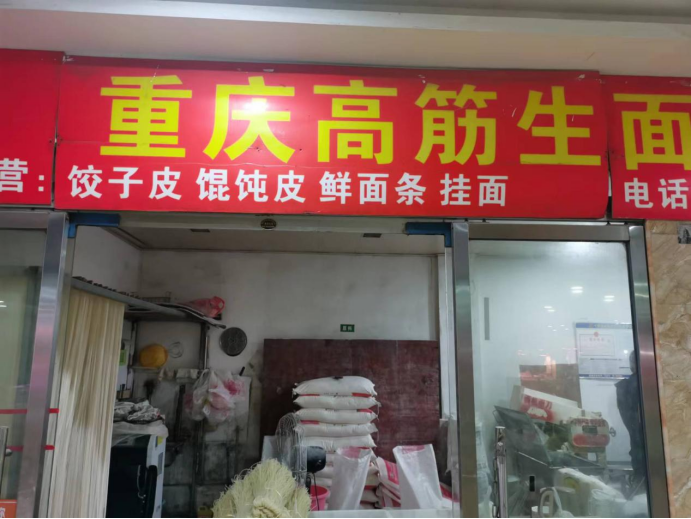 重庆高筋生面
营：饺子皮 馄饨皮 鲜面条 挂面 电话